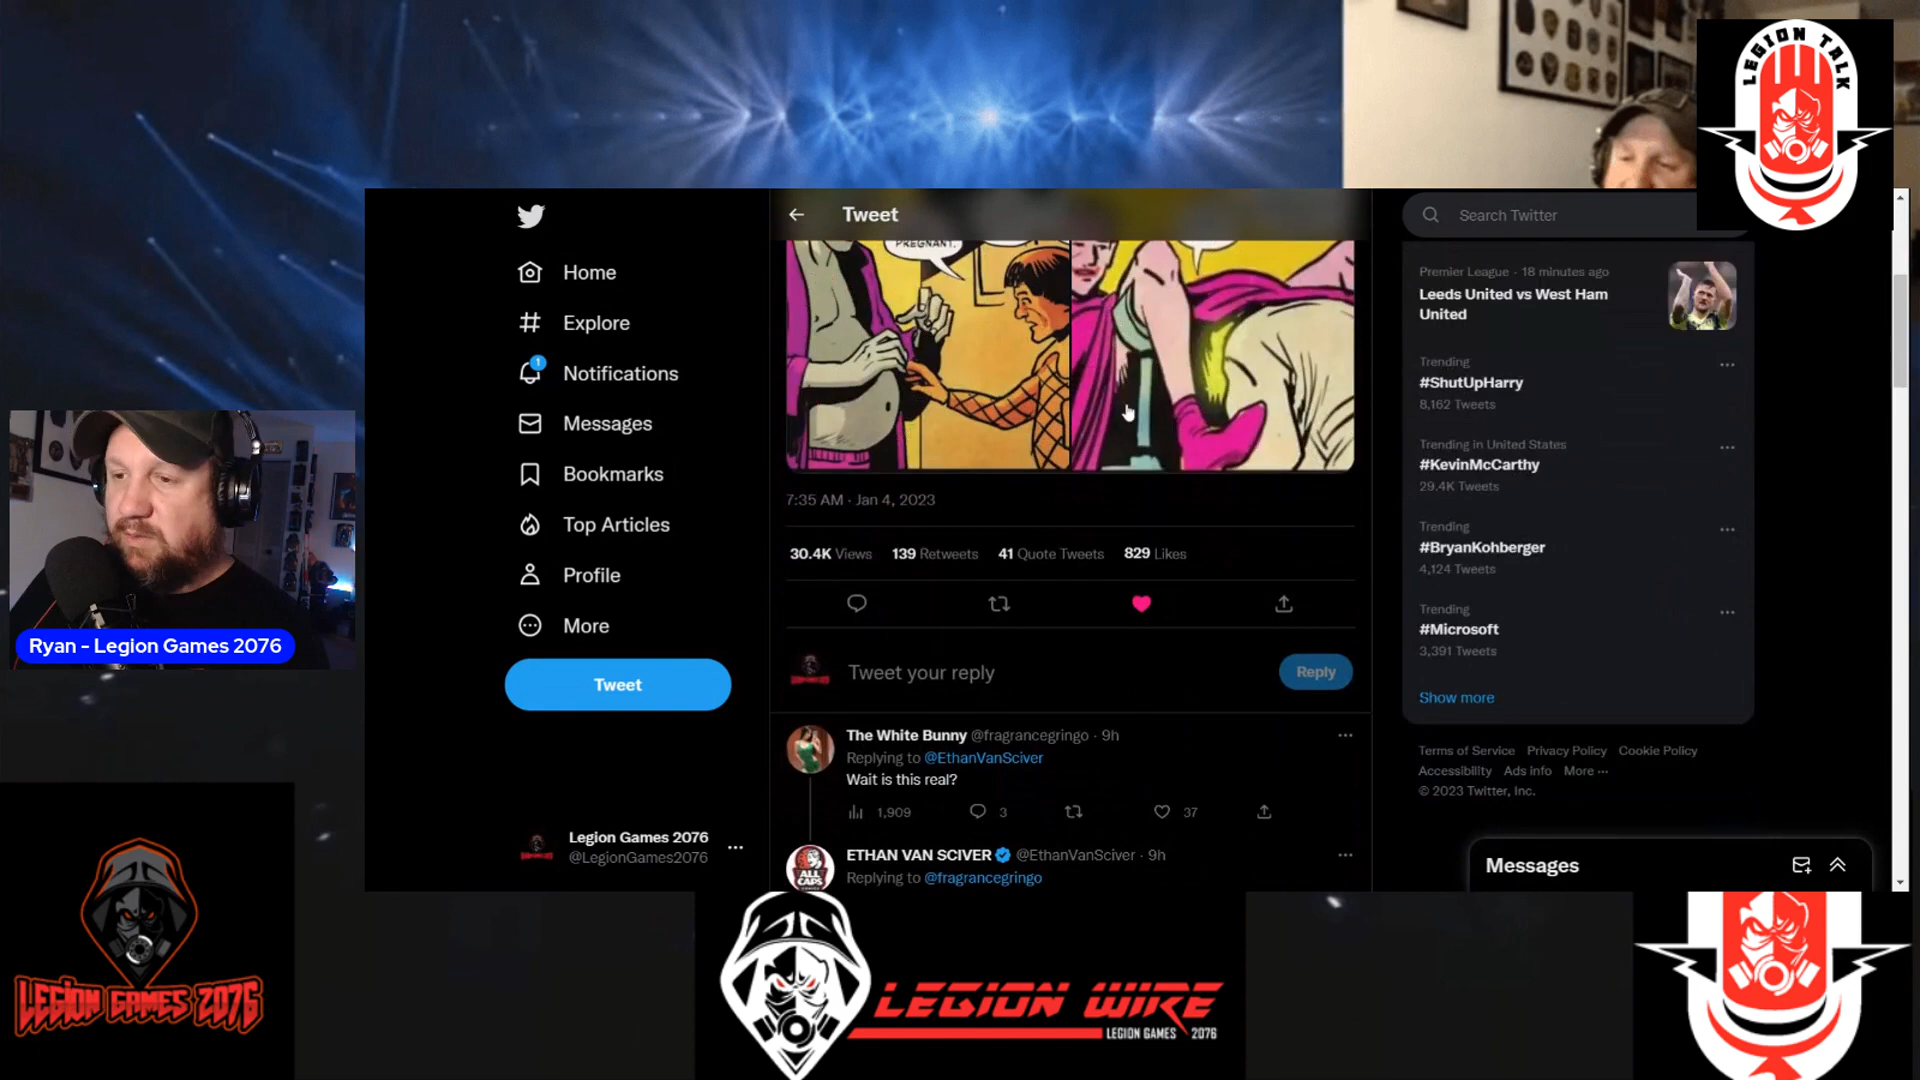 LEGION TALK
Tweet
Search Twitter
PREGNANT.
Home
Explore
1
Notifications
Messages
Bookmarks
Top Articles
Profile
More
Tweet
Legion Games 2076
@LegionGames2076
7:35 AM · Jan 4, 2023
30.4K Views 139 Retweets 41 Quote Tweets 829 Likes
Tweet your reply
Reply
The White Bunny @fragrancegringo · 9h
Replying to @EthanVanSciver
Wait is this real?
1,909 3 37
ETHAN VAN SCIVER @EthanVanSciver · 9h
Replying to @fragrancegringo
ALL CAPS
Premier League · 18 minutes ago
Leeds United vs West Ham
United
Trending
#ShutUpHarry
8,162 Tweets
Trending in United States
#KevinMcCarthy
29.4K Tweets
Trending
#BryanKohberger
4,124 Tweets
Trending
#Microsoft
3,391 Tweets
Show more
Terms of Service Privacy Policy Cookie Policy
Accessibility Ads info More ···
© 2023 Twitter, Inc.
Messages
Ryan - Legion Games 2076
LEGION GAMES 2076
LEGION WIRE
LEGION GAMES 2076